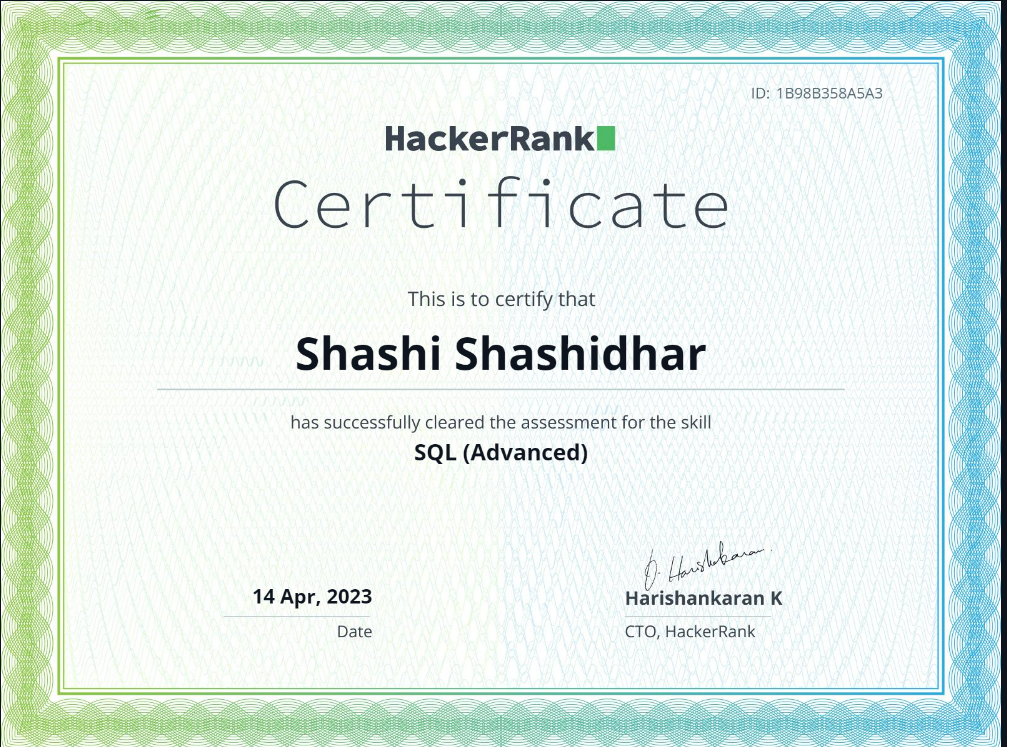 ID: 1B98B358A5A3
HackerRank
Certificate
This is to certify that
Shashi Shashidhar
has successfully cleared the assessment for the skill
SQL (Advanced)
D. Harishankaran
14 Apr, 2023
Harishankaran K
Date
CTO, HackerRank